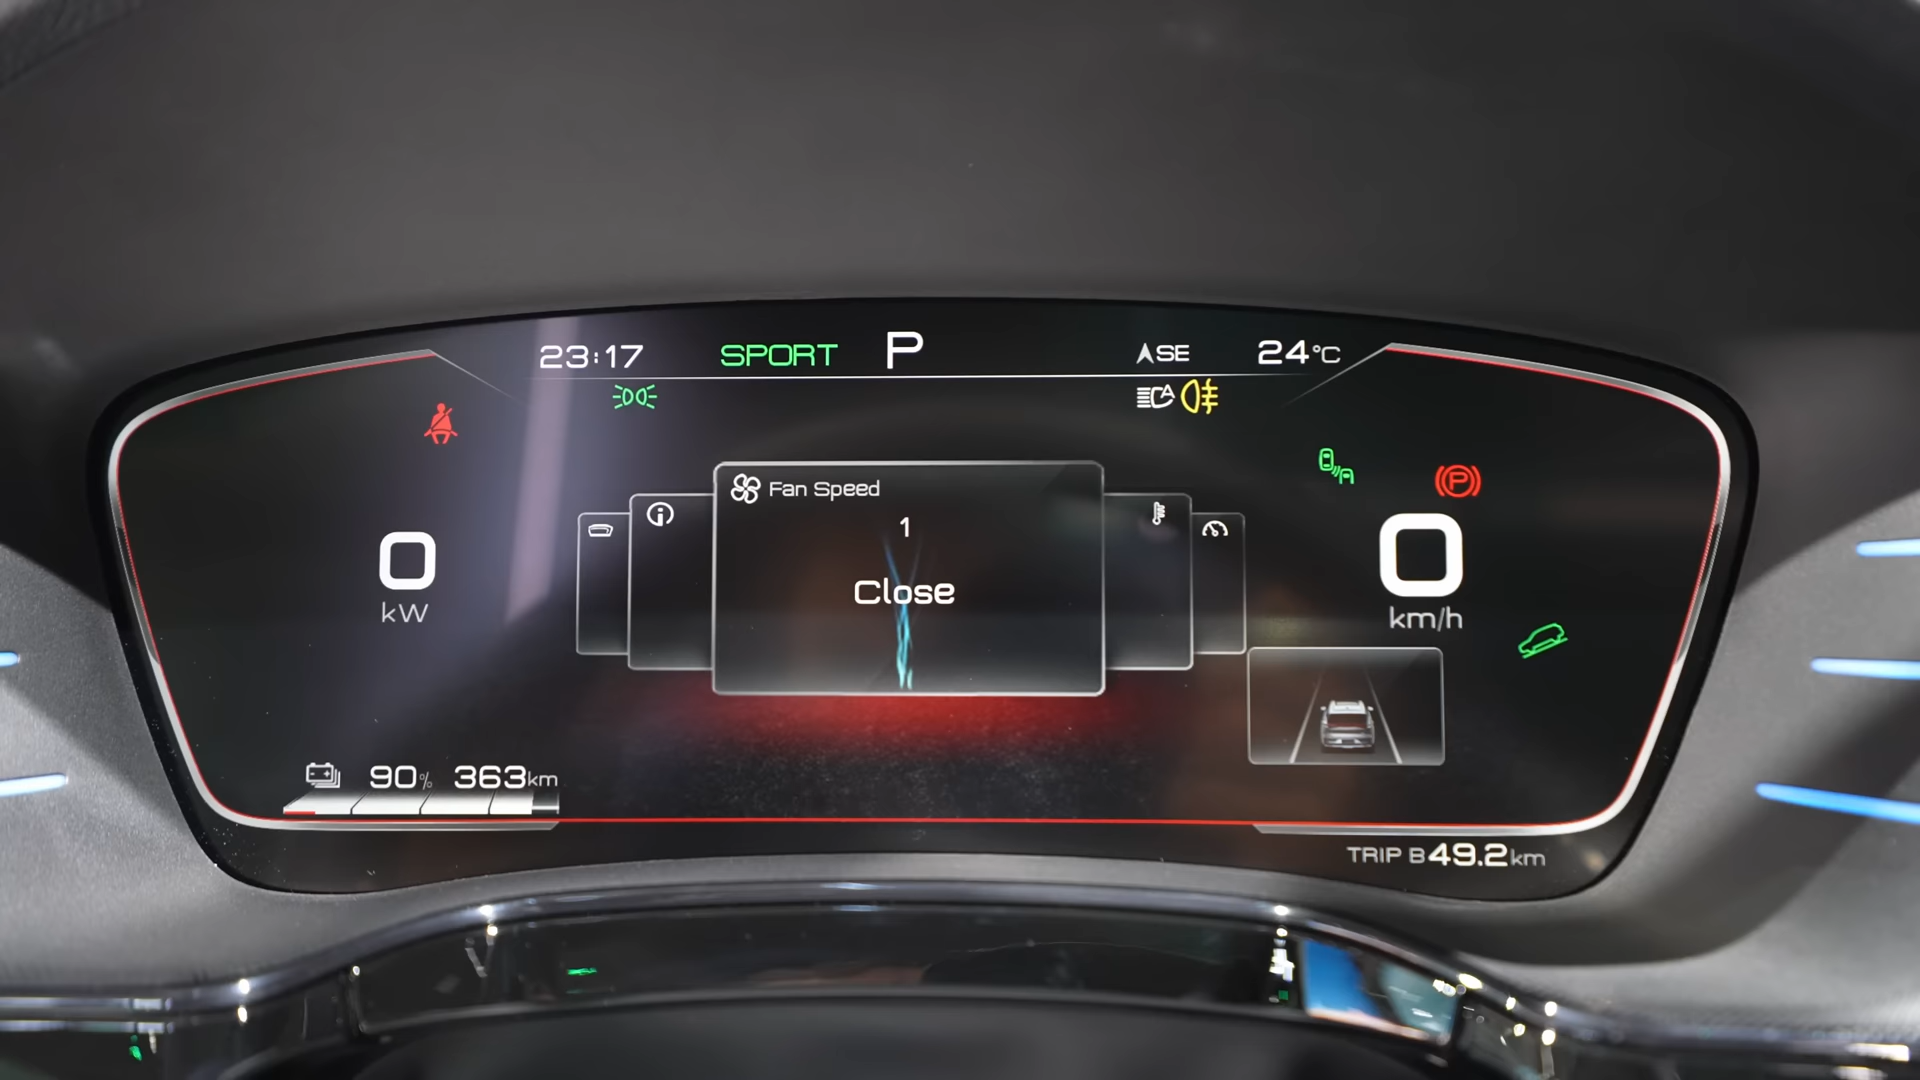 23:17 SPORT P SE 24°C
Fan Speed
1
Close
0
kW
P
0
km/h
90% 363km
TRIP B 49.2km